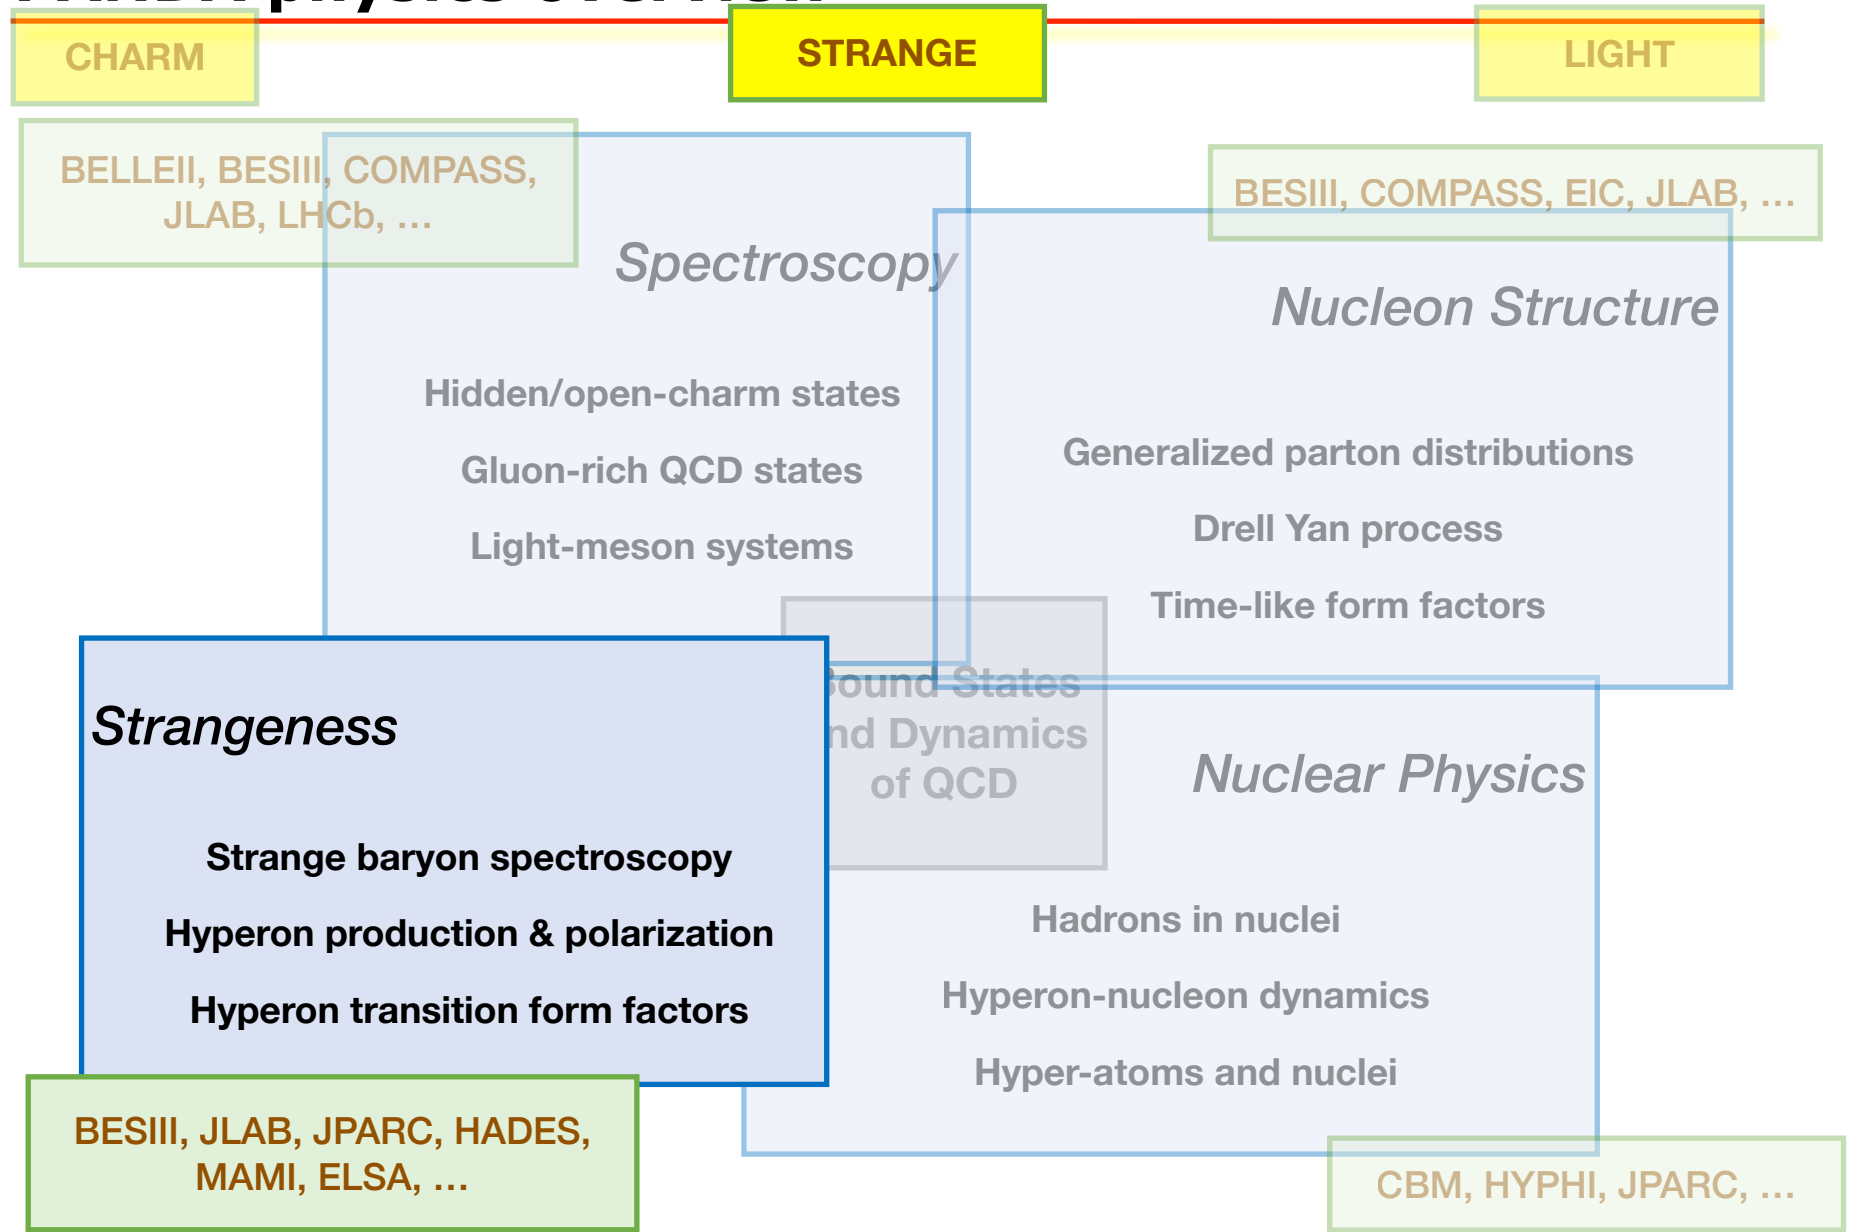 physics
CHARM
STRANGE
LIGHT
BELLEII, BESIII, COMPASS,
JLAB, LHCb, …
BESIII, COMPASS, EIC, JLAB, …
Spectroscopy
Nucleon Structure
Hidden/open-charm states
Gluon-rich QCD states
Light-meson systems
Generalized parton distributions
Drell Yan process
Time-like form factors
Strangeness
Strange baryon spectroscopy
Hyperon production & polarization
Hyperon transition form factors
States
Dynamics
of QCD
Nuclear Physics
Hadrons in nuclei
Hyperon-nucleon dynamics
Hyper-atoms and nuclei
BESIII, JLAB, JPARC, HADES,
MAMI, ELSA, …
CBM, HYPHI, JPARC, …